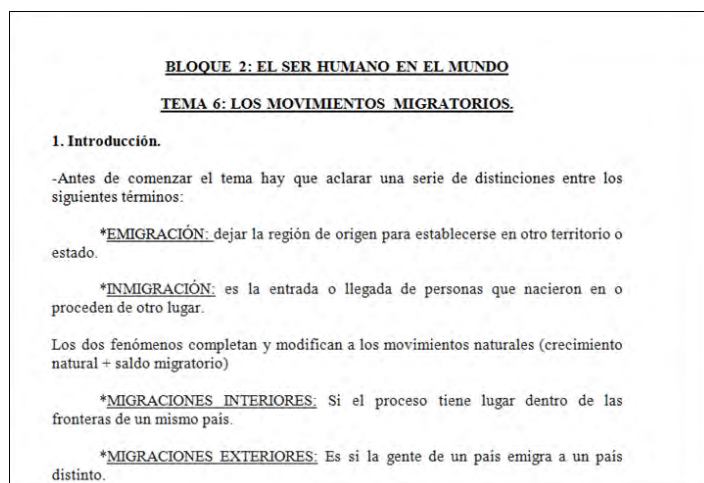 BLOQUE 2: EL SER HUMANO EN EL MUNDO
TEMA 6: LOS MOVIMIENTOS MIGRATORIOS.
1. Introducción.
-Antes de comenzar el tema hay que aclarar una serie de distinciones entre los
siguientes términos:
*EMIGRACIÓN: dejar la región de origen para establecerse en otro territorio o
estado.
*INMIGRACIÓN: es la entrada o llegada de personas que nacieron en o
proceden de otro lugar.
Los dos fenómenos completan y modifican a los movimientos naturales (crecimiento
natural + saldo migratorio)
*MIGRACIONES INTERIORES: Si el proceso tiene lugar dentro de las
fronteras de un mismo país.
*MIGRACIONES EXTERIORES: Es si la gente de un país emigra a un país
distinto.